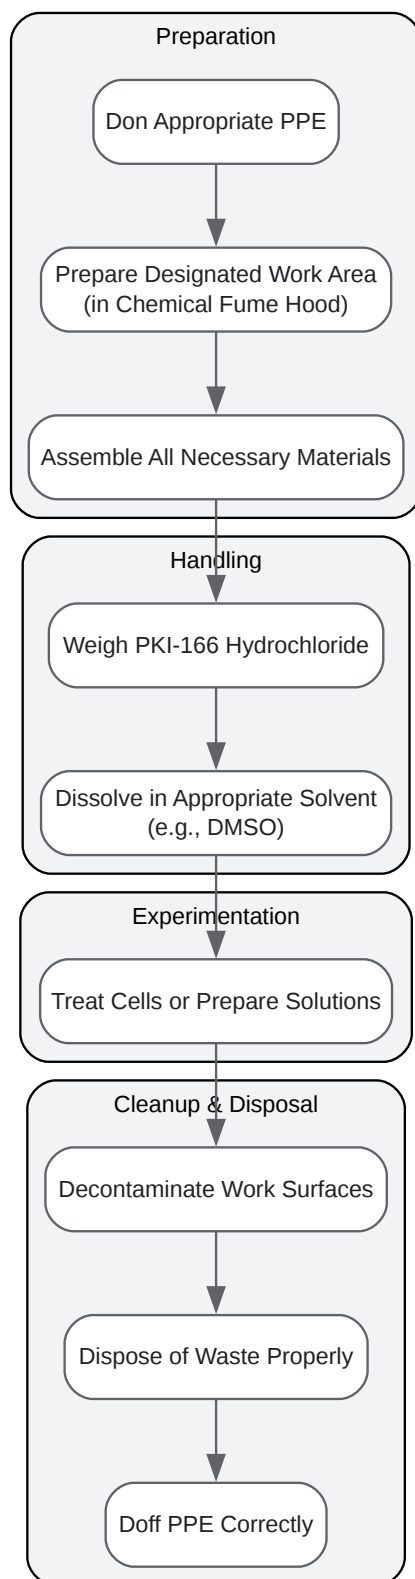 Preparation
Don Appropriate PPE
Prepare Designated Work Area
(in Chemical Fume Hood)
Assemble All Necessary Materials
Handling
Weigh PKI-166 Hydrochloride
Dissolve in Appropriate Solvent
(e.g., DMSO)
Experimentation
Treat Cells or Prepare Solutions
Cleanup & Disposal
Decontaminate Work Surfaces
Dispose of Waste Properly
Doff PPE Correctly